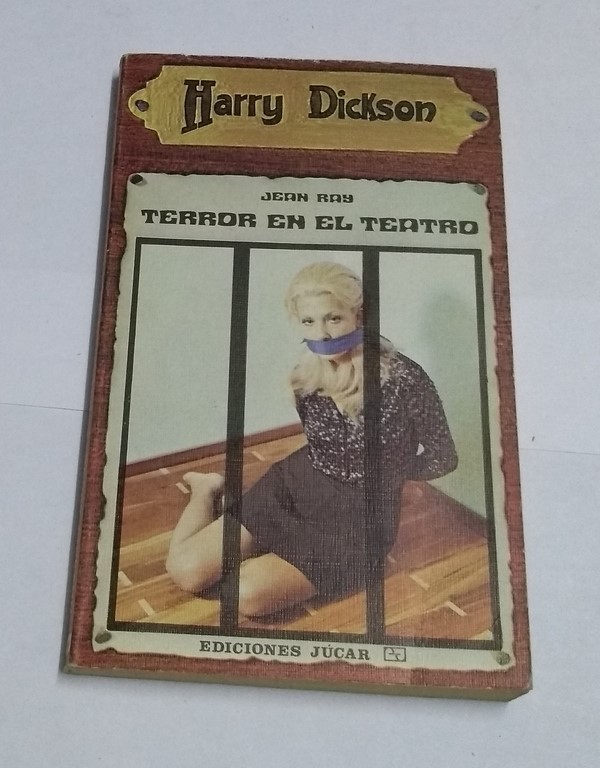 Harry Dickson
JEAN RAY
TERROR EN EL TEATRO
EDICIONES JÚCAR